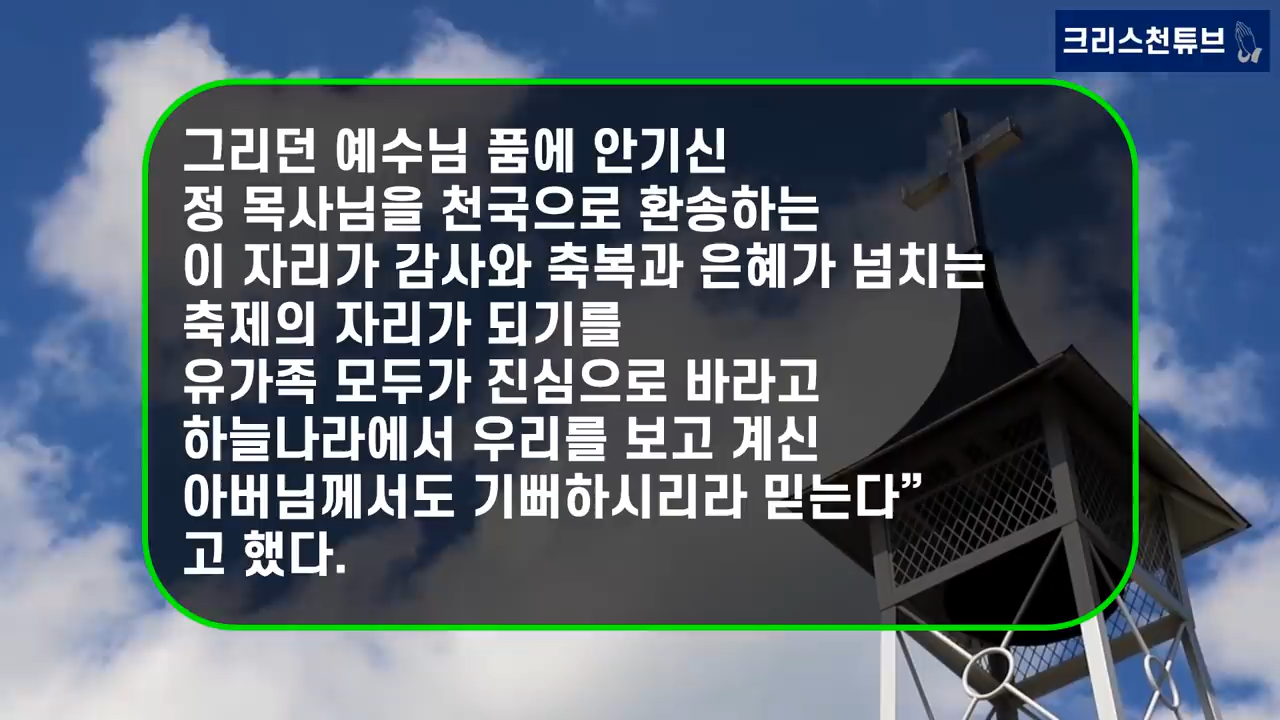 크리스천튜브
그리던 예수님 품에 안기신
정 목사님을 천국으로 환송하는
이 자리가 감사와 축복과 은혜가 넘치는
축제의 자리가 되기를
유가족 모두가 진심으로 바라고
하늘나라에서 우리를 보고 계신
아버님께서도 기뻐하시리라 믿는다”
고 했다.